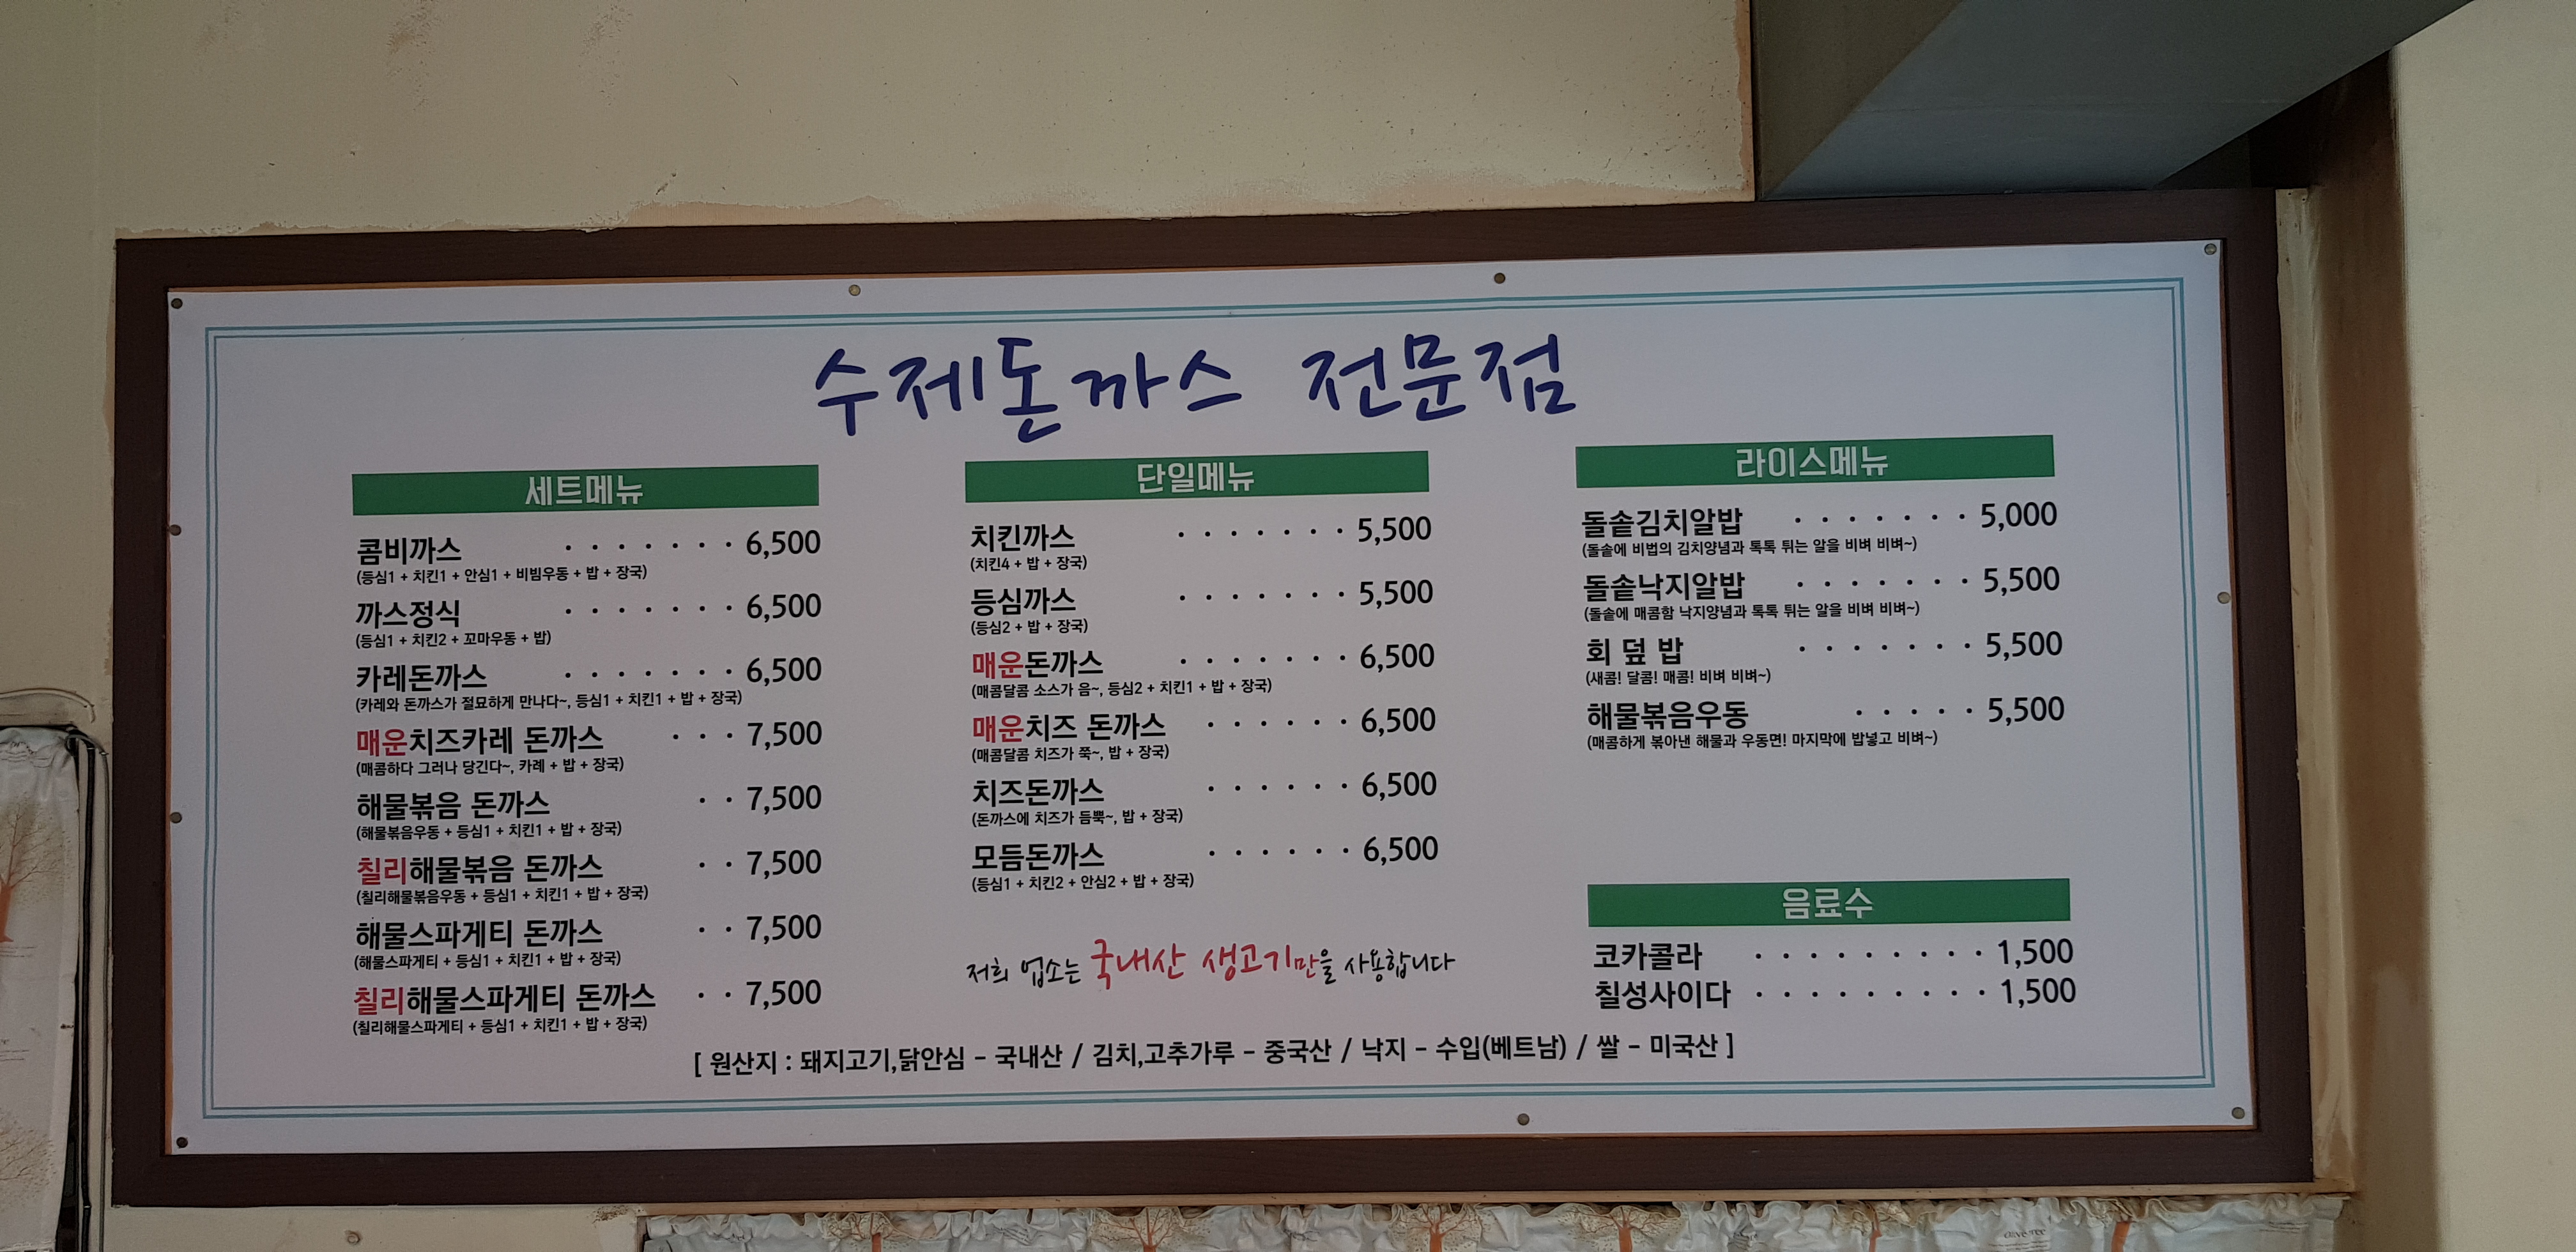 수제돈까스 전문점
세트메뉴
콤비까스 · · · · · · · 6,500
(등심1 + 치킨1 + 안심1 + 비빔우동 + 밥 + 장국)
까스정식 · · · · · · · 6,500
(등심1 + 치킨2 + 꼬마우동 + 밥)
카레돈까스 · · · · · · · 6,500
(카레와 돈까스가 절묘하게 만나다~, 등심1 + 치킨1 + 밥 + 장국)
매운치즈카레 돈까스 · · · 7,500
(매콤하다 그러나 당긴다~, 카레 + 밥 + 장국)
해물볶음 돈까스 · · 7,500
(해물볶음우동 + 등심1 + 치킨1 + 밥 + 장국)
칠리해물볶음 돈까스 · · 7,500
(칠리해물볶음우동 + 등심1 + 치킨1 + 밥 + 장국)
해물스파게티 돈까스 · · 7,500
(해물스파게티 + 등심1 + 치킨1 + 밥 + 장국)
칠리해물스파게티 돈까스 · · 7,500
(칠리해물스파게티 + 등심1 + 치킨1 + 밥 + 장국)
단일메뉴
치킨까스 · · · · · · · 5,500
(치킨4 + 밥 + 장국)
등심까스 · · · · · · · 5,500
(등심2 + 밥 + 장국)
매운돈까스 · · · · · · · 6,500
(매콤달콤 소스가 음~, 등심2 + 치킨1 + 밥 + 장국)
매운치즈 돈까스 · · · · · · 6,500
(매콤달콤 치즈가 쭉~, 밥 + 장국)
치즈돈까스 · · · · · · 6,500
(돈까스에 치즈가 듬뿍~, 밥 + 장국)
모듬돈까스 · · · · · · 6,500
(등심1 + 치킨2 + 안심2 + 밥 + 장국)
저희 업소는 국내산 생고기만을 사용합니다
라이스메뉴
돌솥김치알밥 · · · · · · · 5,000
(돌솥에 비법의 김치양념과 톡톡 튀는 알을 비벼 비벼~)
돌솥낙지알밥 · · · · · · · 5,500
(돌솥에 매콤함 낙지양념과 톡톡 튀는 알을 비벼 비벼~)
회 덮 밥 · · · · · · · 5,500
(새콤! 달콤! 매콤! 비벼 비벼~)
해물볶음우동 · · · · · 5,500
(매콤하게 볶아낸 해물과 우동면! 마지막에 밥넣고 비벼~)
음료수
코카콜라 · · · · · · · · · 1,500
칠성사이다 · · · · · · · · · 1,500
[ 원산지 : 돼지고기,닭안심 - 국내산 / 김치,고추가루 - 중국산 / 낙지 - 수입(베트남) / 쌀 - 미국산 ]